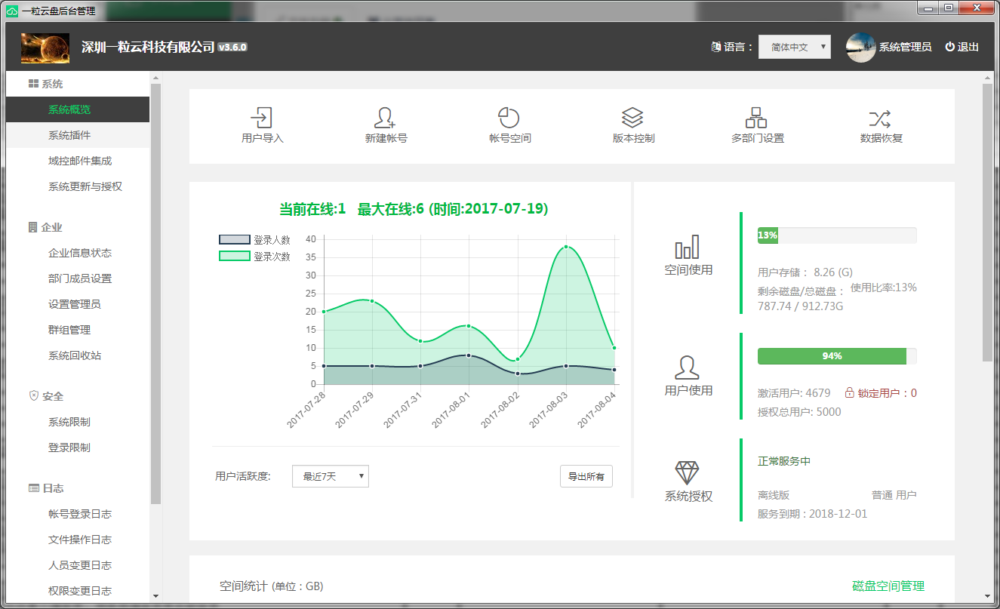 一粒云盘后台管理
深圳一粒云科技有限公司 v3.6.0
语言：
简体中文
系统管理员
退出
系统
系统概览
系统插件
域控邮件集成
系统更新与授权
企业
企业信息状态
部门成员设置
设置管理员
群组管理
系统回收站
安全
系统限制
登录限制
日志
帐号登录日志
文件操作日志
人员变更日志
权限变更日志
用户导入
新建帐号
帐号空间
版本控制
多部门设置
数据恢复
当前在线:1 最大在线:6 (时间:2017-07-19)
登录人数
登录次数
40
35
30
25
20
15
10
5
0
2017-07-28
2017-07-29
2017-07-31
2017-08-01
2017-08-02
2017-08-03
2017-08-04
用户活跃度:
最近7天
导出所有
空间使用
13%
用户存储： 8.26 (G)
剩余磁盘/总磁盘：
787.74 / 912.73G
使用比率:13%
用户使用
94%
激活用户: 4679
锁定用户：0
授权总用户: 5000
系统授权
正常服务中
离线版
普通 用户
服务到期 : 2018-12-01
空间统计 (单位：GB)
磁盘空间管理